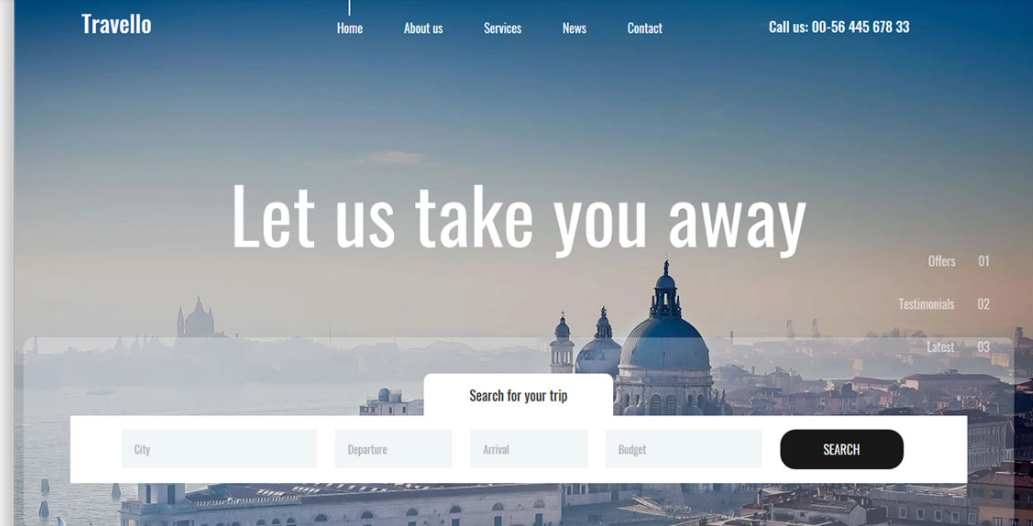 Travello
Home About us Services News Contact
Call us: 00-56 445 678 33
Let us take you away
Offers 01
Testimonials 02
Latest 03
Search for your trip
City Departure Arrival Budget SEARCH